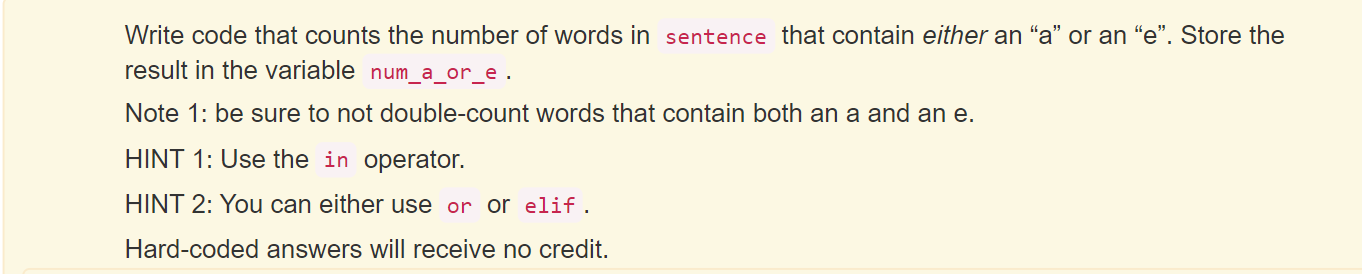 Write code that counts the number of words in sentence that contain either an “a” or an “e”. Store the
result in the variable num_a_or_e .
Note 1: be sure to not double-count words that contain both an a and an e.
HINT 1: Use the in operator.
HINT 2: You can either use or or elif .
Hard-coded answers will receive no credit.